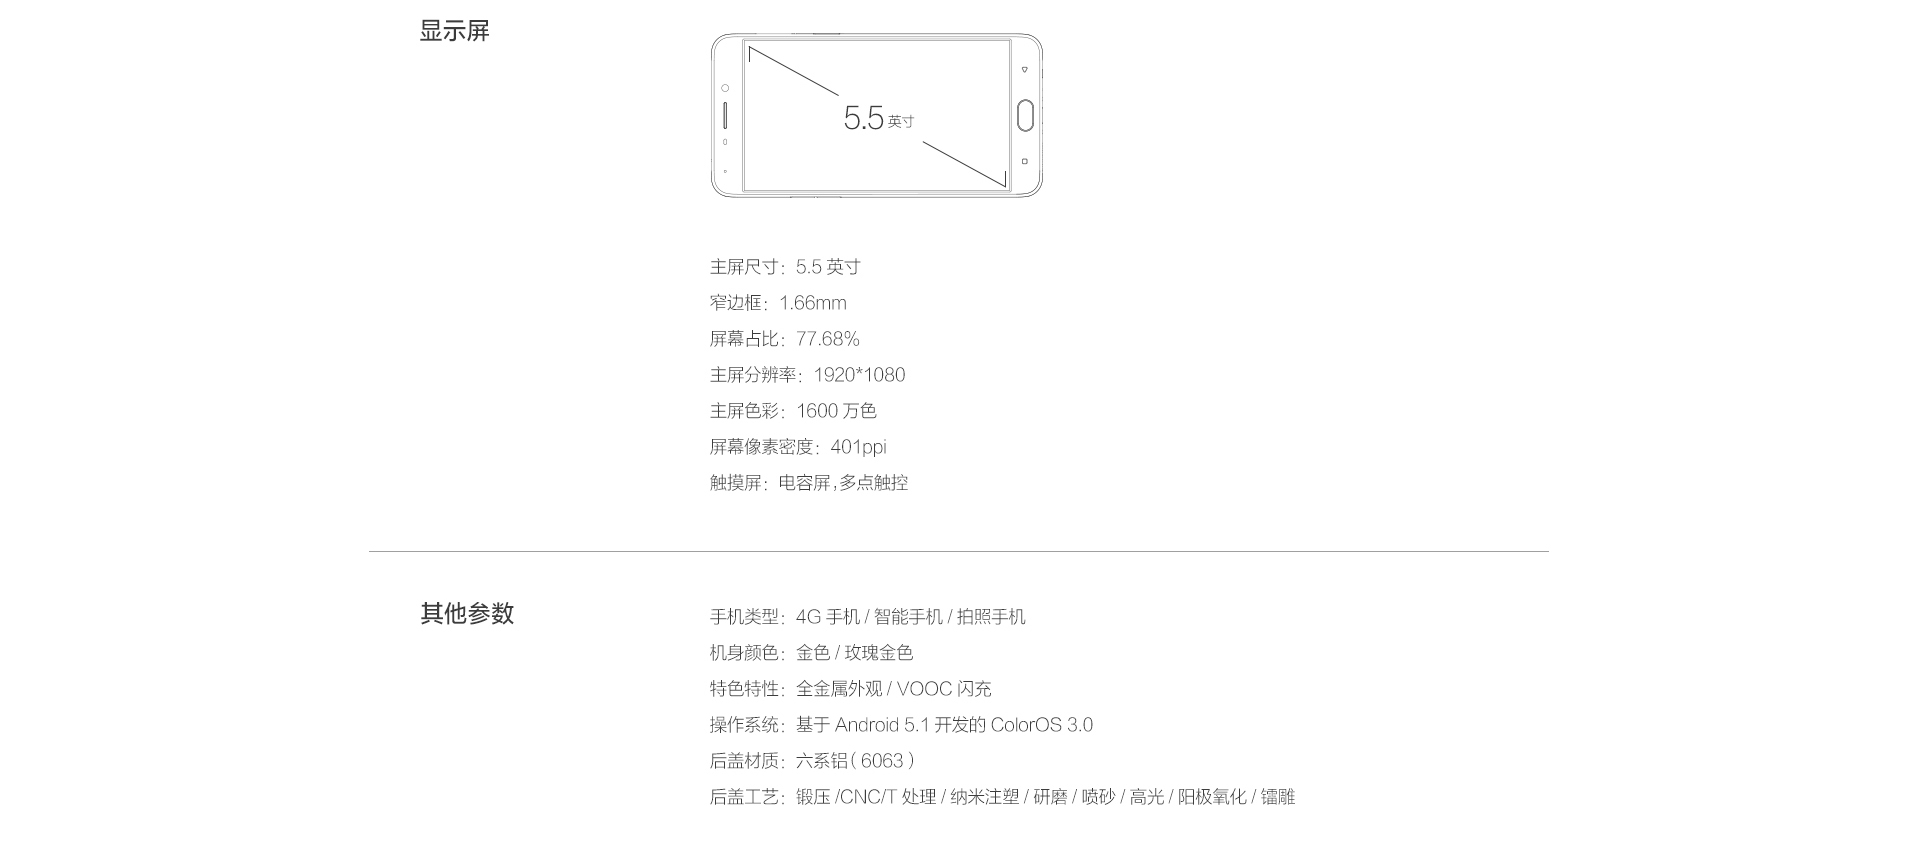 显示屏
5.5 英寸
主屏尺寸：5.5 英寸
窄边框：1.66mm
屏幕占比：77.68%
主屏分辨率：1920*1080
主屏色彩：1600 万色
屏幕像素密度：401ppi
触摸屏：电容屏,多点触控
其他参数
手机类型：4G 手机 / 智能手机 / 拍照手机
机身颜色：金色 / 玫瑰金色
特色特性：全金属外观 / VOOC 闪充
操作系统：基于 Android 5.1 开发的 ColorOS 3.0
后盖材质：六系铝( 6063 )
后盖工艺：锻压 /CNC/T 处理 / 纳米注塑 / 研磨 / 喷砂 / 高光 / 阳极氧化 / 镭雕